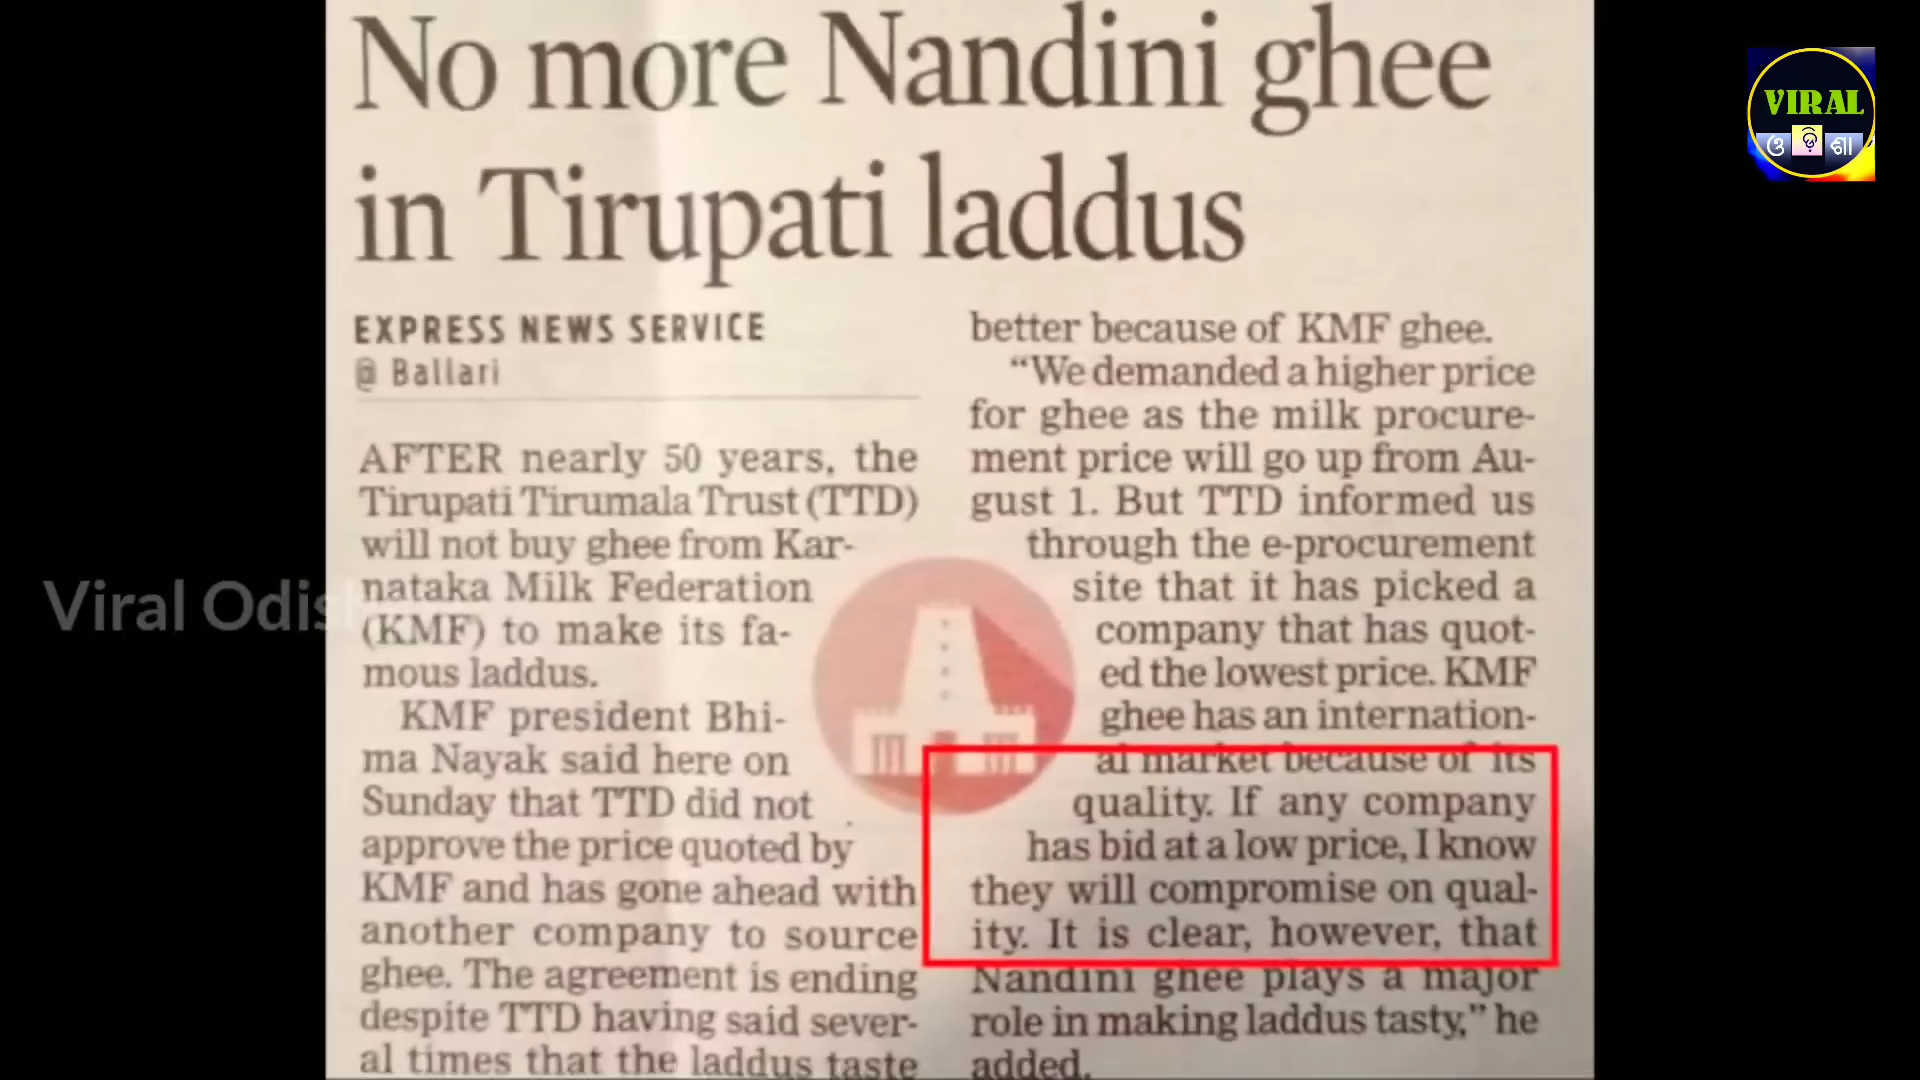 No more Nandini ghee
in Tirupati laddus
EXPRESS NEWS SERVICE
@ Ballari
AFTER nearly 50 years, the
Tirupati Tirumala Trust (TTD)
will not buy ghee from Kar-
nataka Milk Federation
(KMF) to make its fa-
mous laddus.
KMF president Bhi-
ma Nayak said here on
Sunday that TTD did not
approve the price quoted by
KMF and has gone ahead with
another company to source
ghee. The agreement is ending
despite TTD having said sever-
al times that the laddus taste
better because of KMF ghee.
“We demanded a higher price
for ghee as the milk procure-
ment price will go up from Au-
gust 1. But TTD informed us
through the e-procurement
site that it has picked a
company that has quot-
ed the lowest price. KMF
ghee has an internation-
al market because of its
quality. If any company
has bid at a low price, I know
they will compromise on qual-
ity. It is clear, however, that
Nandini ghee plays a major
role in making laddus tasty,” he
added.
VIRAL
ଓଡ଼ିଶା
Viral Odis